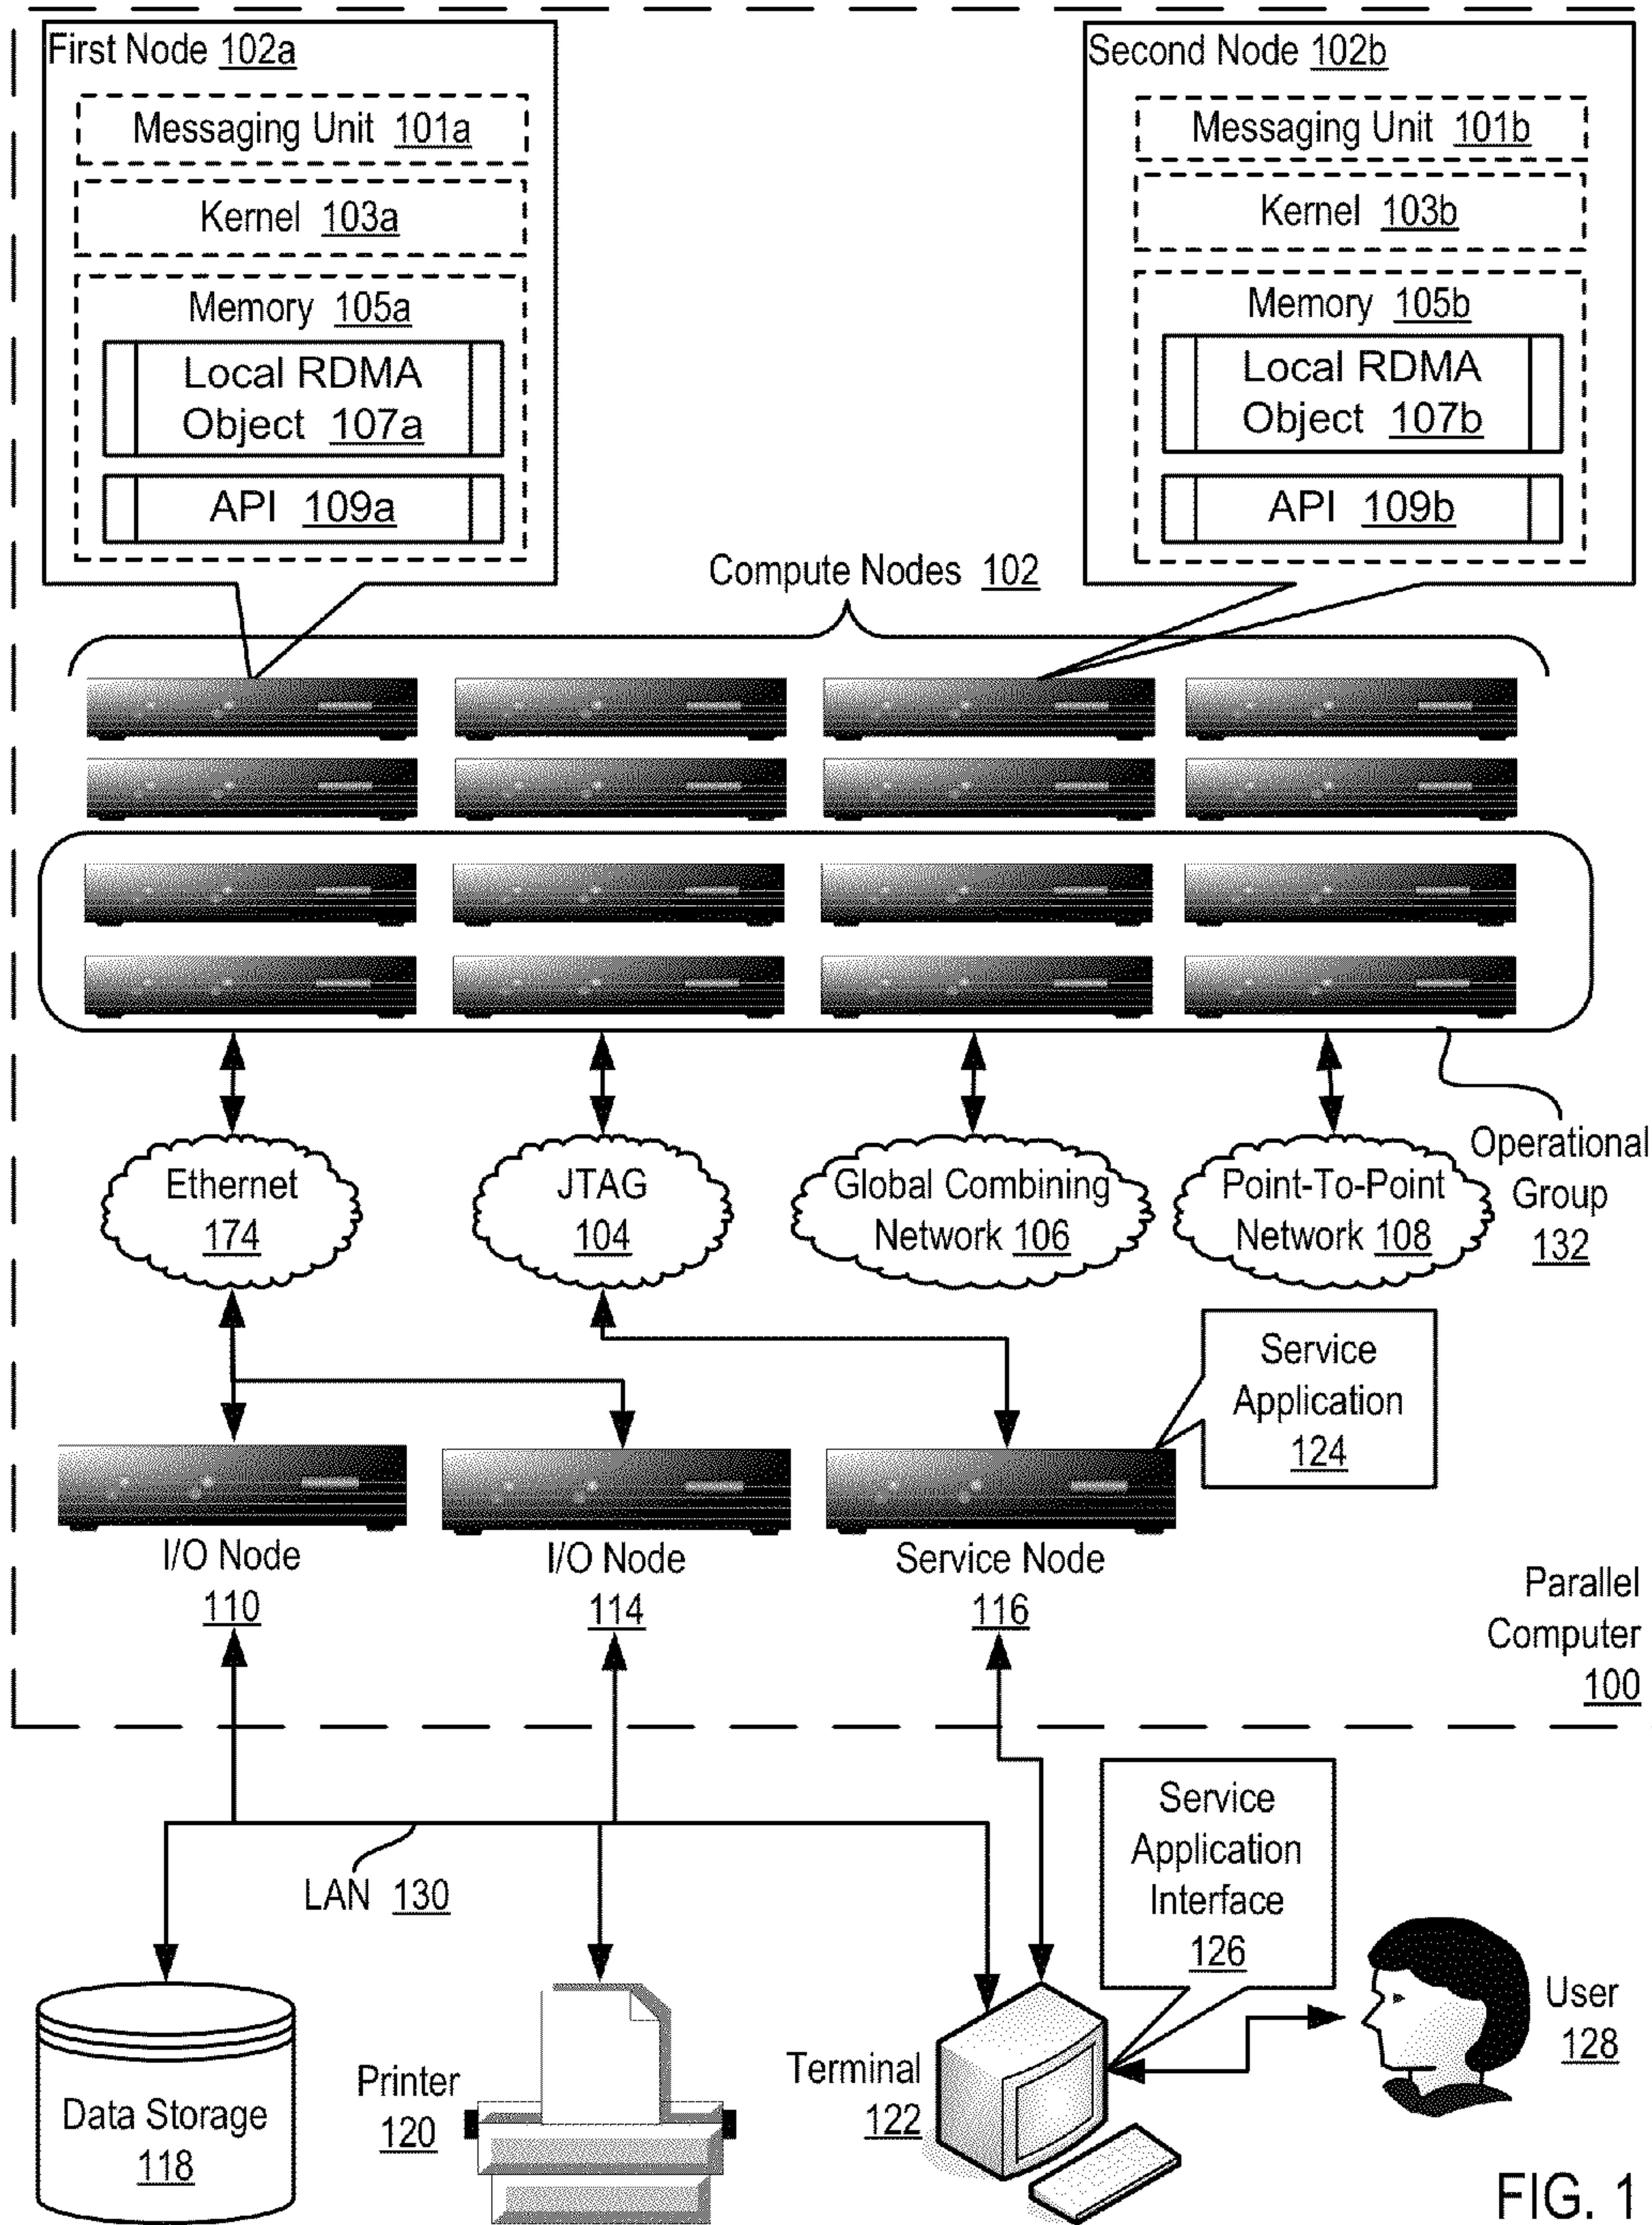 First Node 102a
Messaging Unit 101a
Kernel 103a
Memory 105a
Local RDMA
Object 107a
API 109a
Second Node 102b
Messaging Unit 101b
Kernel 103b
Memory 105b
Local RDMA
Object 107b
API 109b
Compute Nodes 102
Operational
Group
132
Ethernet
174
JTAG
104
Global Combining
Network 106
Point-To-Point
Network 108
Service
Application
124
I/O Node
110
I/O Node
114
Service Node
116
Parallel
Computer
100
LAN 130
Service
Application
Interface
126
Data Storage
118
Printer
120
Terminal
122
User
128
FIG. 1